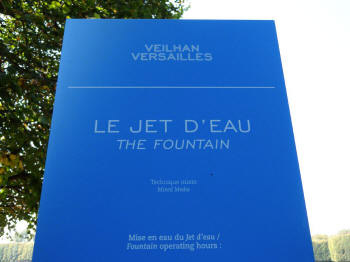 VEILHAN
VERSAILLES
LE JET D'EAU
THE FOUNTAIN
Technique mixte
Mixed Media
Mise en eau du Jet d'eau /
Fountain operating hours :